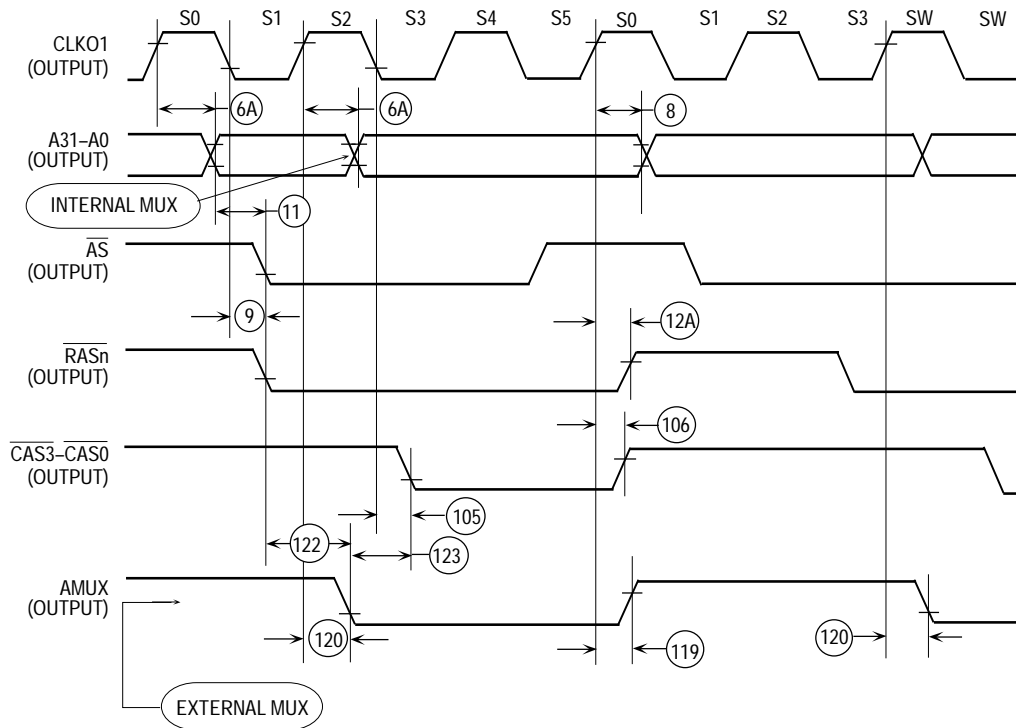 S0 S1 S2 S3 S4 S5 S0 S1 S2 S3 SW SW
CLKO1
(OUTPUT)
6A 6A 8
A31–A0
(OUTPUT)
INTERNAL MUX
11
AS
(OUTPUT)
9 12A
RASn
(OUTPUT)
106
CAS3–CAS0
(OUTPUT)
105
122 123
AMUX
(OUTPUT)
120 119 120
EXTERNAL MUX